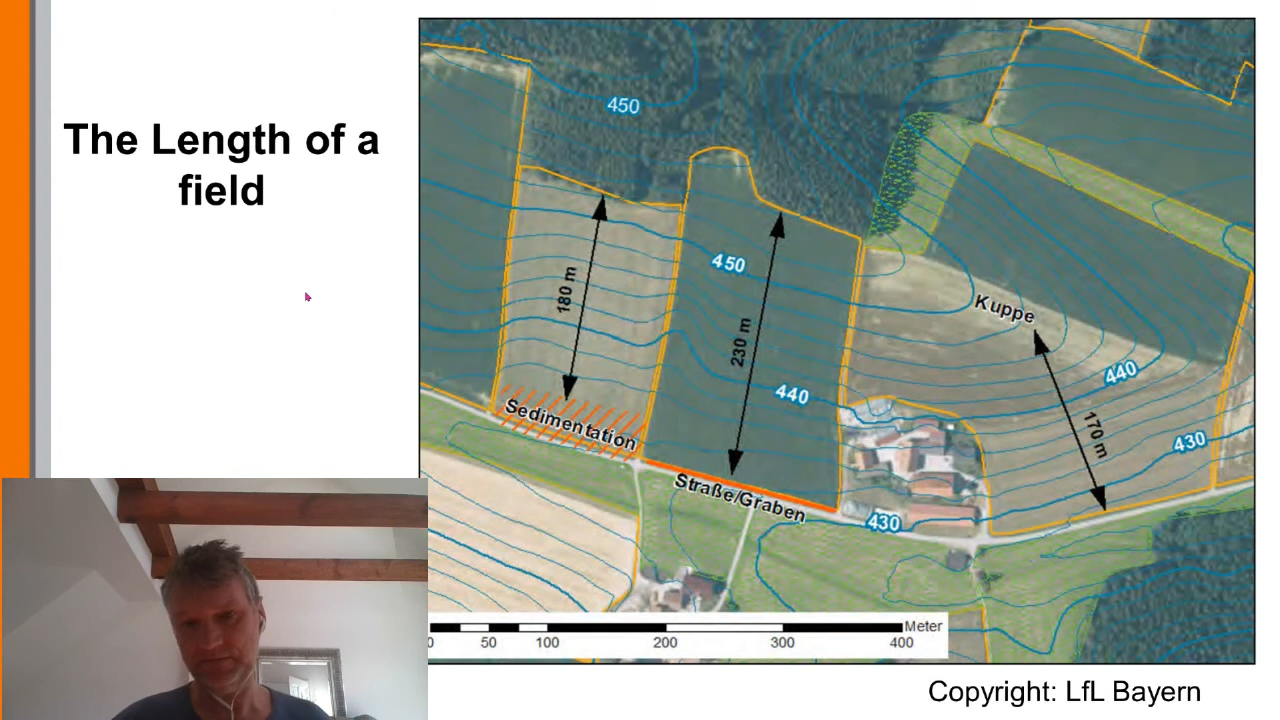 The Length of a
field
450
450
Kuppe
180 m
230 m
440
440
170 m
Sedimentation
430
Straße/Graben
430
0 50 100 200 300 400 Meter
Copyright: LfL Bayern